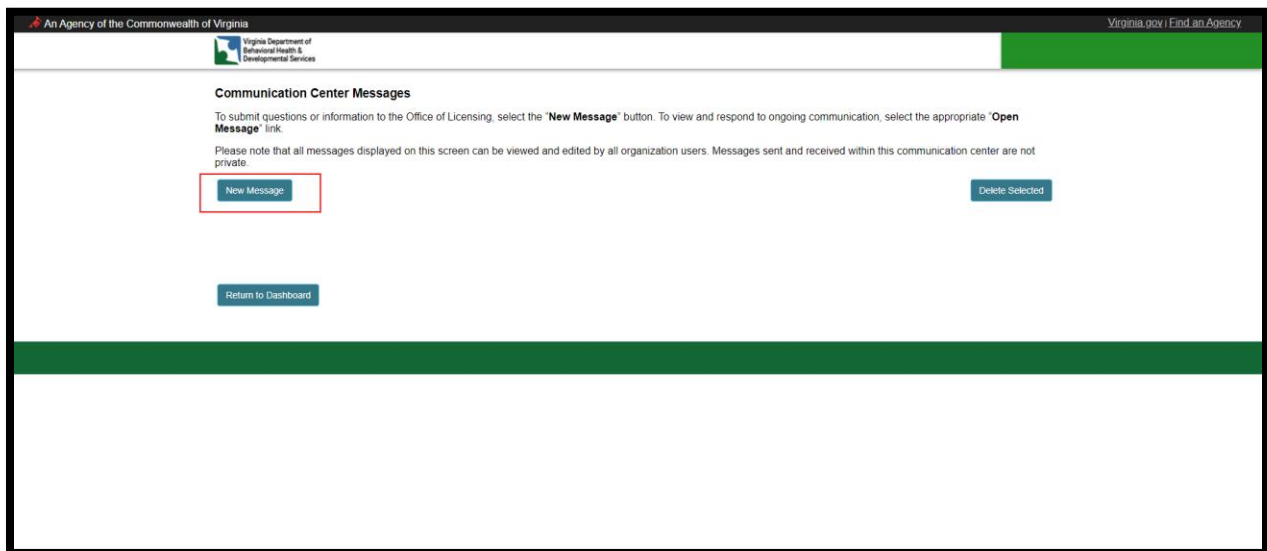 An Agency of the Commonwealth of Virginia
Virginia.gov | Find an Agency
Virginia Department of
Behavioral Health &
Developmental Services
Communication Center Messages
To submit questions or information to the Office of Licensing, select the "New Message" button. To view and respond to ongoing communication, select the appropriate "Open
Message" link.
Please note that all messages displayed on this screen can be viewed and edited by all organization users. Messages sent and received within this communication center are not
private.
New Message
Delete Selected
Return to Dashboard